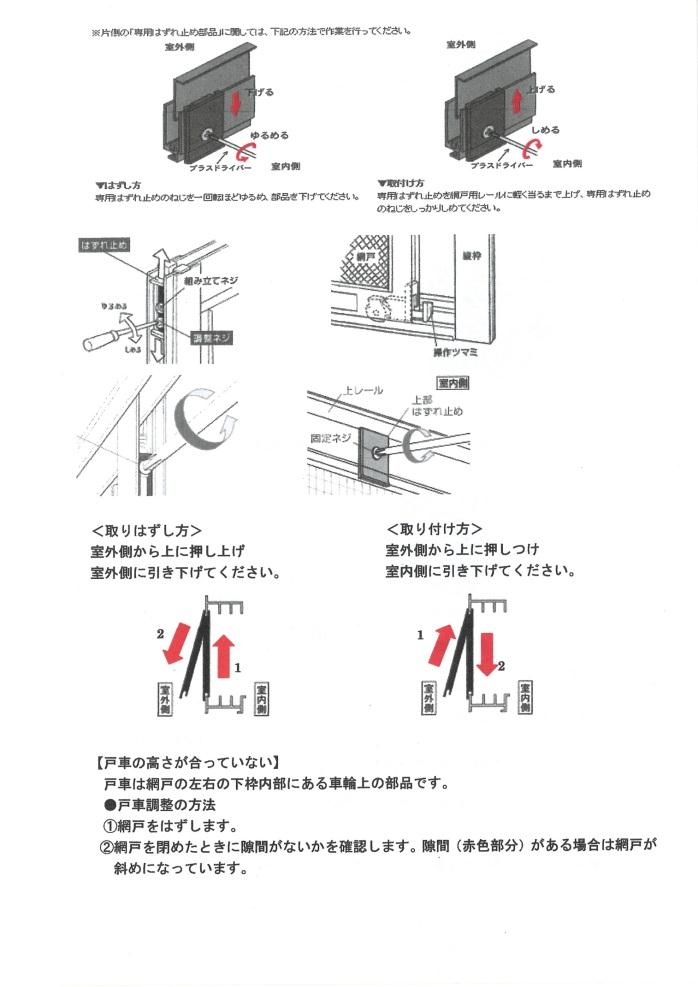 ※片側の｢専用はずれ止め部品｣に関しては、下記の方法で作業を行ってください。
室外側
下げる
ゆるめる
プラスドライバー
室内側
室外側
上げる
しめる
プラスドライバー
室内側
▼はずし方
専用はずれ止めのねじを一回転ほどゆるめ、部品を下げてください。
▼取付け方
専用はずれ止めを網戸用レールに軽く当るまで上げ、専用はずれ止め
のねじをしっかりしめてください。
はずれ止め
組み立てネジ
ゆるめる
しめる
調整ネジ
網戸
縦枠
操作ツマミ
室内側
上レール
上部
はずれ止め
固定ネジ
＜取りはずし方＞
室外側から上に押し上げ
室外側に引き下げてください。
＜取り付け方＞
室外側から上に押しつけ
室内側に引き下げてください。
2
1
室外側
室内側
1
2
室外側
室内側
【戸車の高さが合っていない】
戸車は網戸の左右の下枠内部にある車輪上の部品です。
●戸車調整の方法
①網戸をはずします。
②網戸を閉めたときに隙間がないかを確認します。隙間（赤色部分）がある場合は網戸が
斜めになっています。